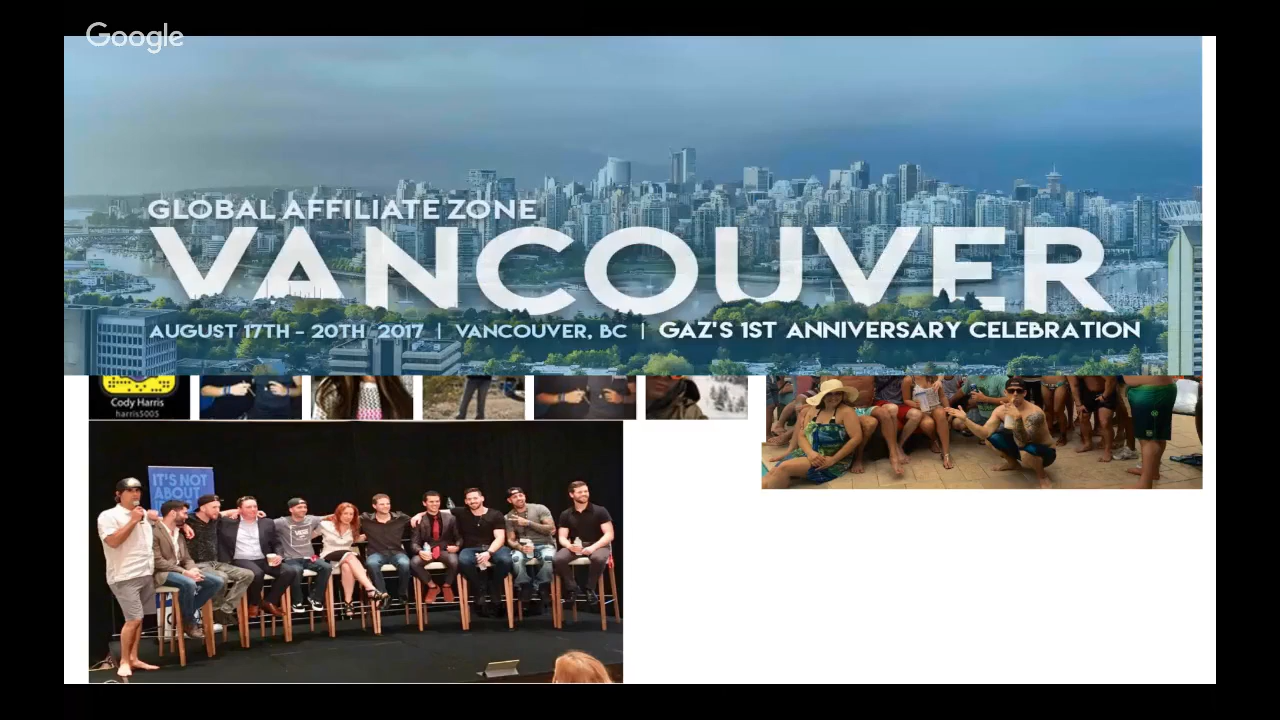 Google
GLOBAL AFFILIATE ZONE
VANCOUVER
AUGUST 17TH - 20TH 2017 | VANCOUVER, BC | GAZ'S 1ST ANNIVERSARY CELEBRATION
Cody Harris
harris5005
IT'S NOT
ABOUT